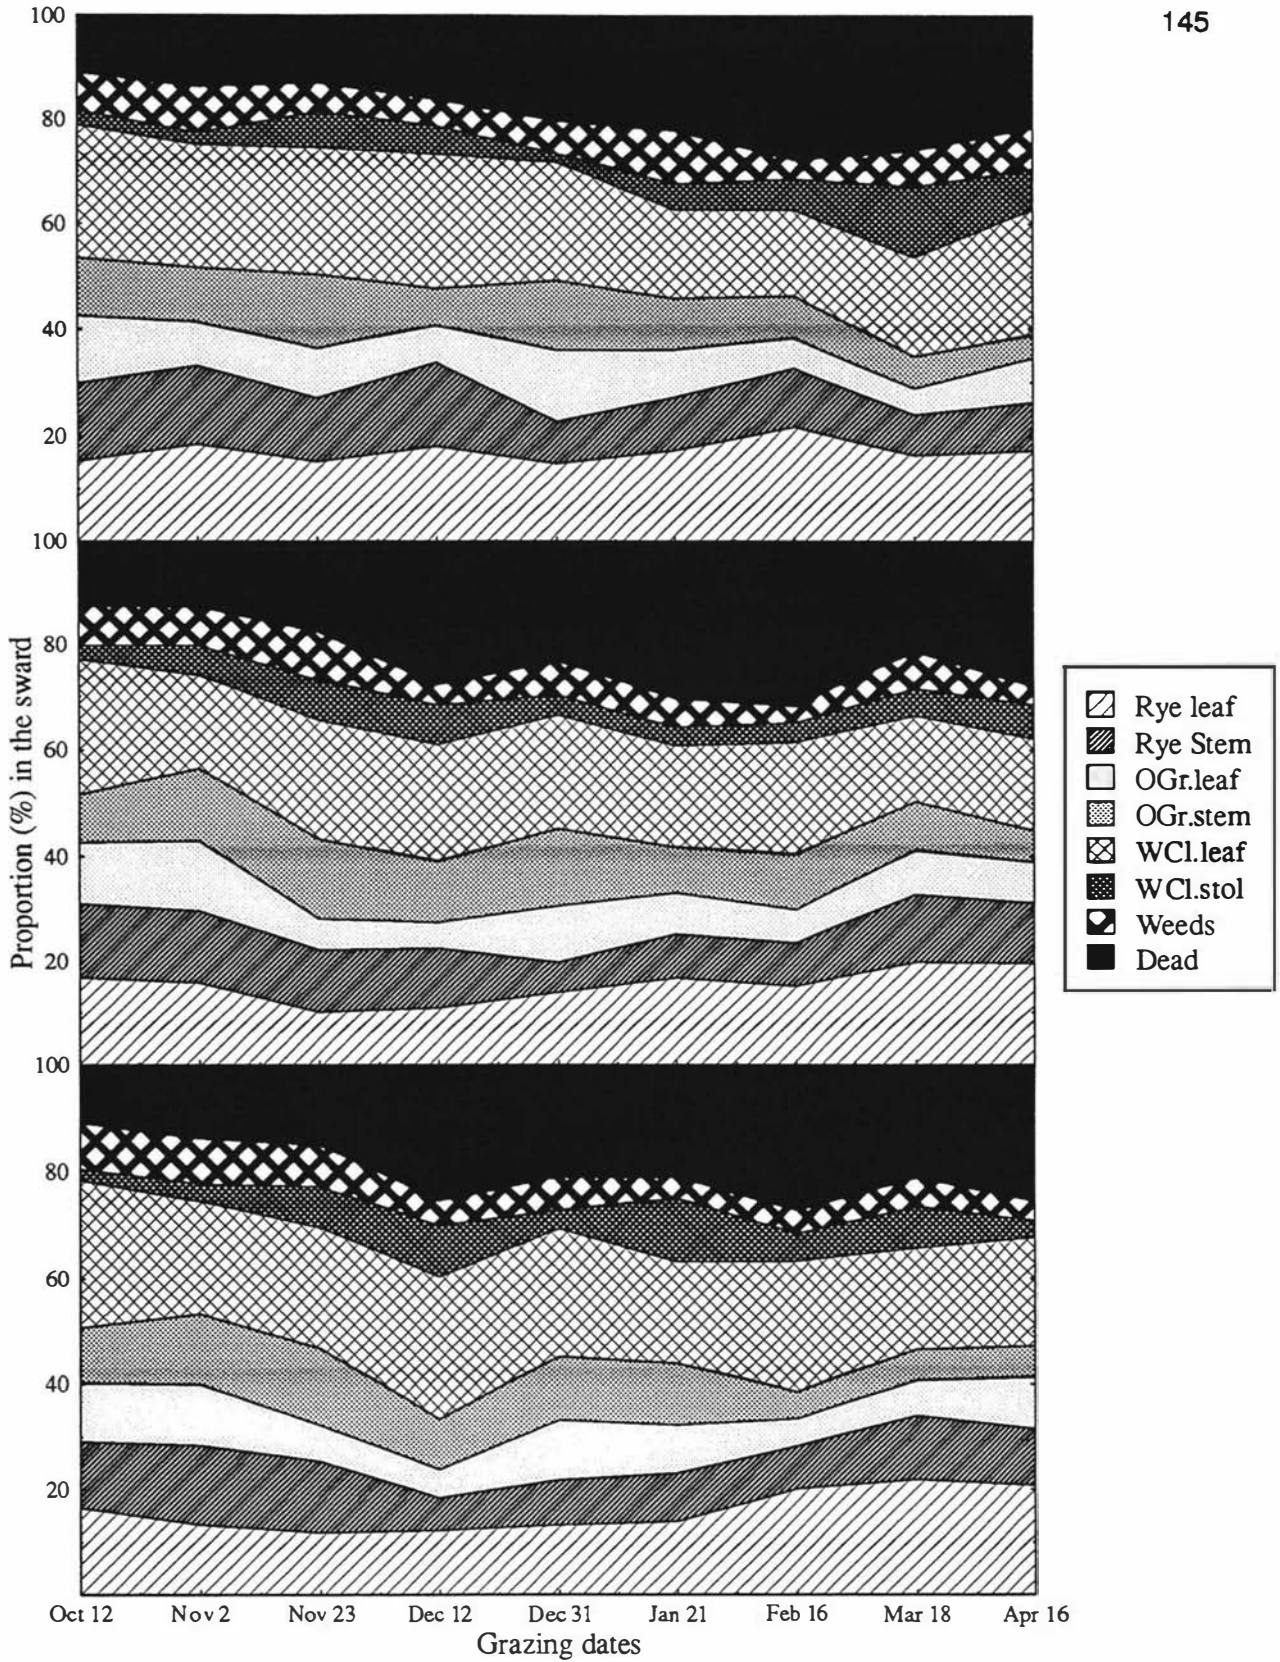 145
100
80
60
40
20
100
80
60
40
20
100
80
60
40
20
Proportion (%) in the sward
Rye leaf
Rye Stem
OGr.leaf
OGr.stem
WCl.leaf
WCl.stol
Weeds
Dead
Oct 12 Nov 2 Nov 23 Dec 12 Dec 31 Jan 21 Feb 16 Mar 18 Apr 16
Grazing dates